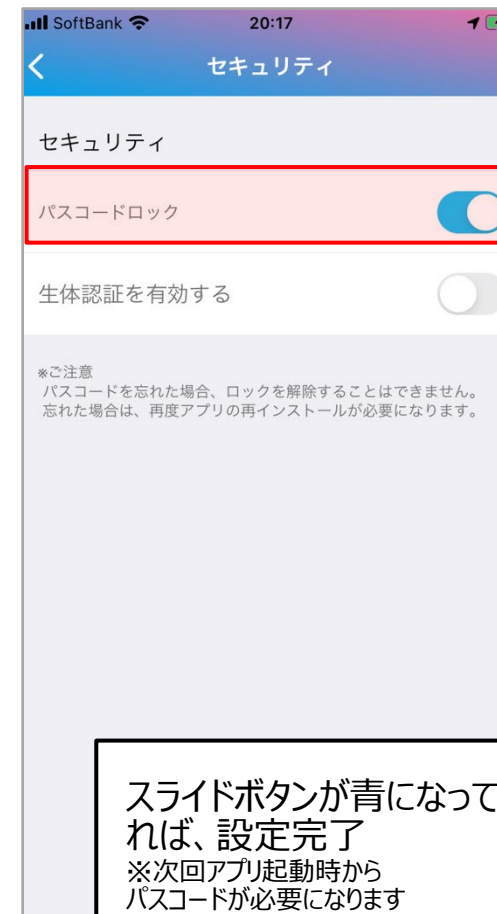 SoftBank 20:17
セキュリティ
セキュリティ
パスコードロック
生体認証を有効する
※ご注意
パスコードを忘れた場合、ロックを解除することはできません。
忘れた場合は、再度アプリの再インストールが必要になります。
スライドボタンが青になって
れば、設定完了
※次回アプリ起動時から
パスコードが必要になります